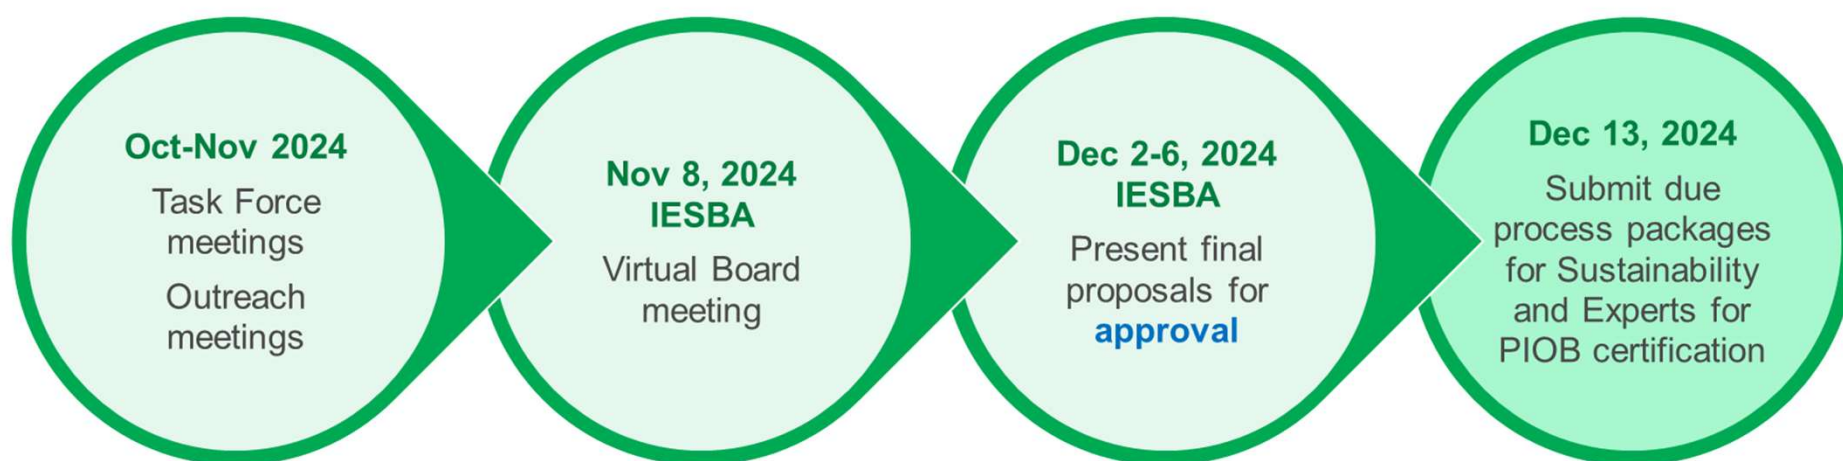 Oct-Nov 2024
Task Force
meetings
Outreach
meetings
Nov 8, 2024
IESBA
Virtual Board
meeting
Dec 2-6, 2024
IESBA
Present final
proposals for
approval
Dec 13, 2024
Submit due
process packages
for Sustainability
and Experts for
PIOB certification